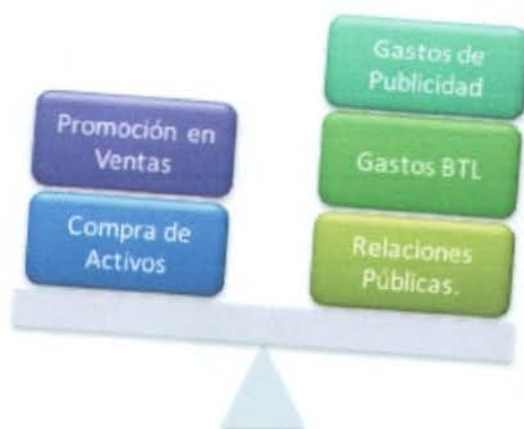 Promoción en
Ventas
Compra de
Activos
Gastos de
Publicidad
Gastos BTL
Relaciones
Públicas.